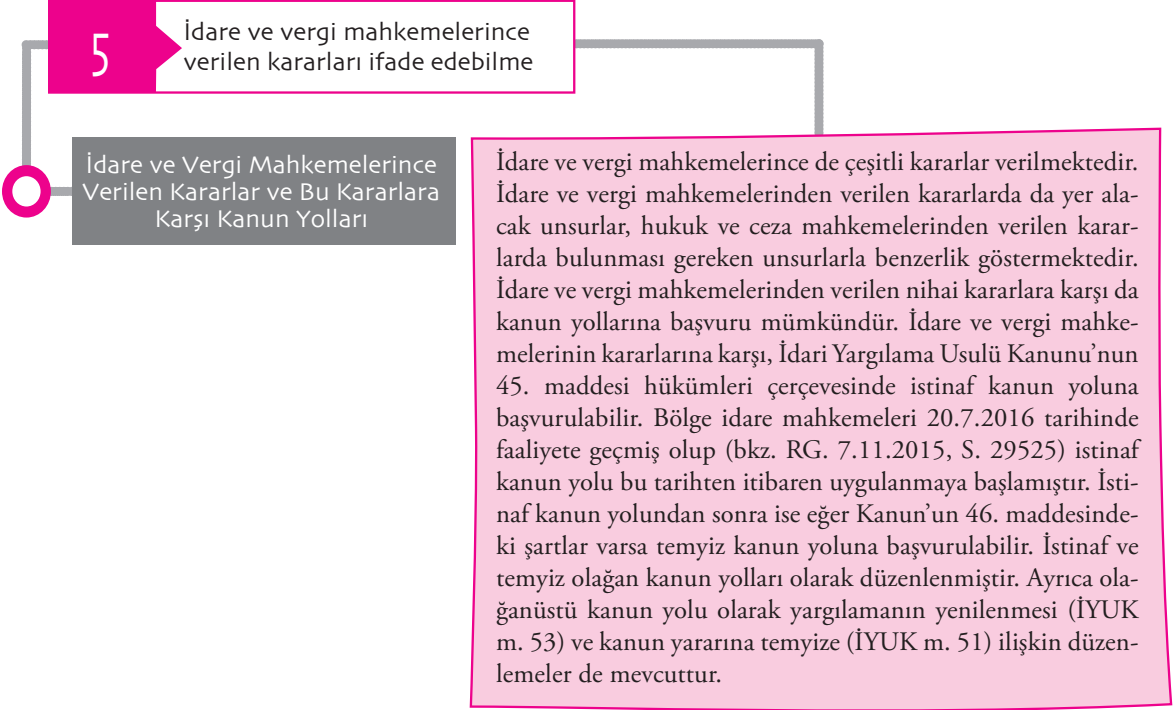 5
İdare ve vergi mahkemelerince
verilen kararları ifade edebilme
İdare ve Vergi Mahkemelerince
Verilen Kararlar ve Bu Kararlara
Karşı Kanun Yolları
İdare ve vergi mahkemelerince de çeşitli kararlar verilmektedir.
İdare ve vergi mahkemelerinden verilen kararlarda da yer ala-
cak unsurlar, hukuk ve ceza mahkemelerinden verilen karar-
larda bulunması gereken unsurlarla benzerlik göstermektedir.
İdare ve vergi mahkemelerinden verilen nihai kararlara karşı da
kanun yollarına başvuru mümkündür. İdare ve vergi mahke-
melerinin kararlarına karşı, İdari Yargılama Usulü Kanunu’nun
45. maddesi hükümleri çerçevesinde istinaf kanun yoluna
başvurulabilir. Bölge idare mahkemeleri 20.7.2016 tarihinde
faaliyete geçmiş olup (bkz. RG. 7.11.2015, S. 29525) istinaf
kanun yolu bu tarihten itibaren uygulanmaya başlamıştır. İsti-
naf kanun yolundan sonra ise eğer Kanun’un 46. maddesinde-
ki şartlar varsa temyiz kanun yoluna başvurulabilir. İstinaf ve
temyiz olağan kanun yolları olarak düzenlenmiştir. Ayrıca ola-
ğanüstü kanun yolu olarak yargılamanın yenilenmesi (İYUK
m. 53) ve kanun yararına temyize (İYUK m. 51) ilişkin düzen-
lemeler de mevcuttur.